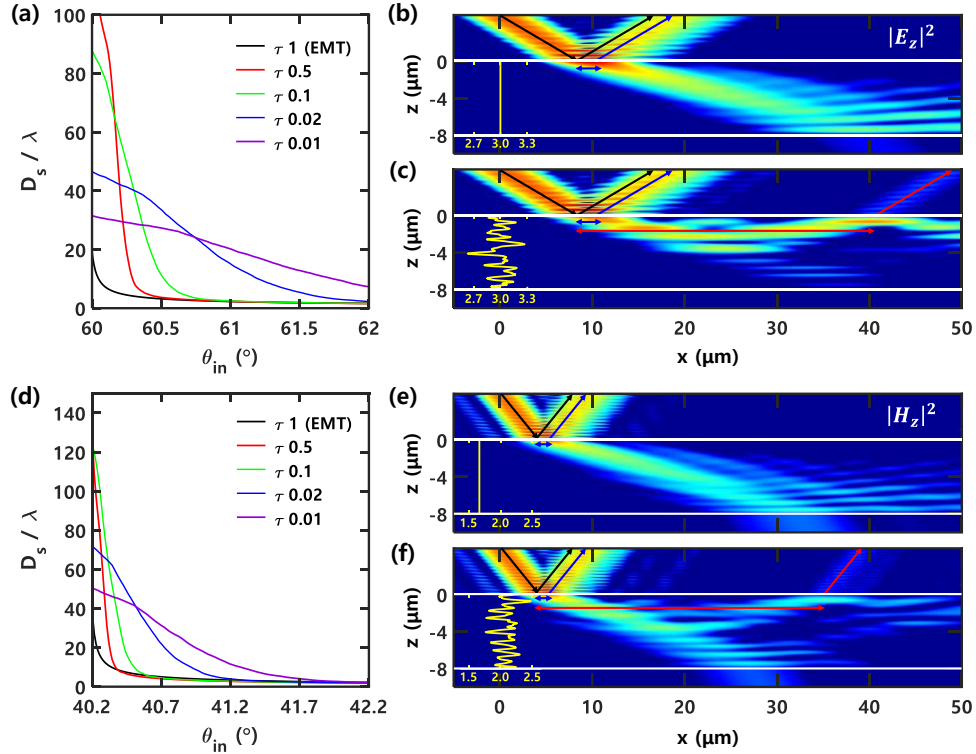 (a)
D_s / λ
100
80
60
40
20
0
τ 1 (EMT)
τ 0.5
τ 0.1
τ 0.02
τ 0.01
60 60.5 61 61.5 62
θ_in (°)
(b)
|E_z|²
z (μm)
0
-4
-8
2.7 3.0 3.3
(c)
z (μm)
0
-4
-8
2.7 3.0 3.3
0 10 20 30 40 50
x (μm)
(d)
D_s / λ
150
120
90
60
30
0
τ 1 (EMT)
τ 0.5
τ 0.1
τ 0.02
τ 0.01
40.2 40.7 41.2 41.7 42.2
θ_in (°)
(e)
|H_z|²
z (μm)
0
-4
-8
1.5 2.0 2.5
(f)
z (μm)
0
-4
-8
1.5 2.0 2.5
0 10 20 30 40 50
x (μm)